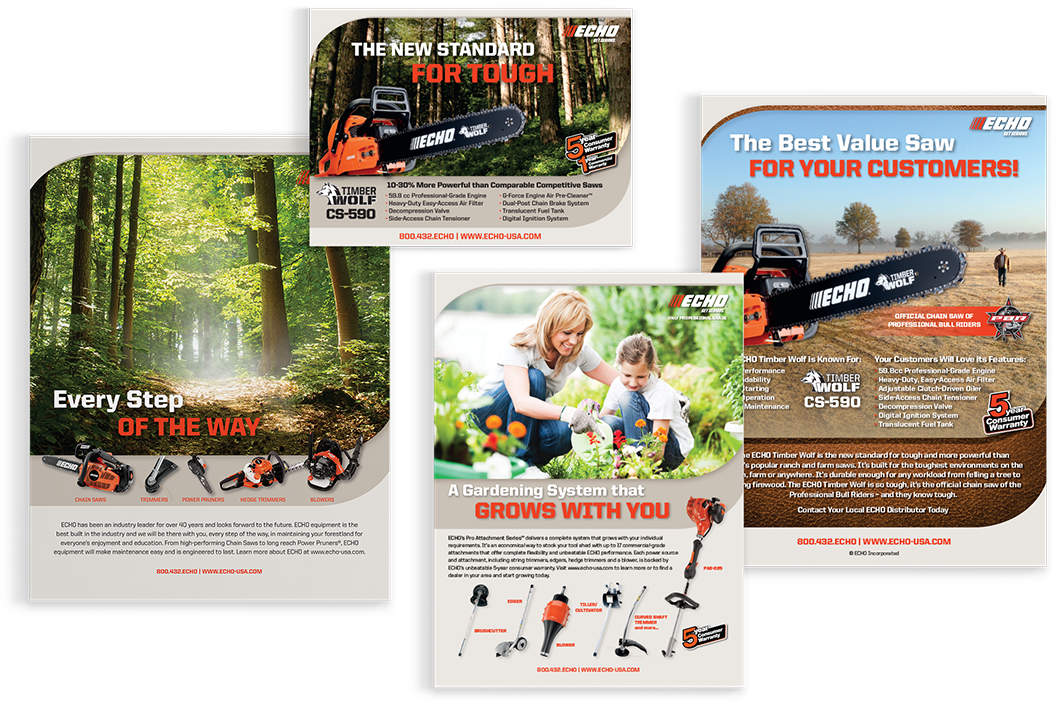 ECHO
GET SERIOUS.
THE NEW STANDARD
FOR TOUGH
ECHO TIMBER WOLF
5 year Consumer Warranty
1 year Commercial Warranty
TIMBER WOLF
CS-590
10-30% More Powerful than Comparable Competitive Saws
• 59.8 cc Professional-Grade Engine
• Heavy-Duty Easy-Access Air Filter
• Decompression Valve
• Side-Access Chain Tensioner
• G-Force Engine Air Pre-Cleaner™
• Dual-Post Chain Brake System
• Translucent Fuel Tank
• Digital Ignition System
800.432.ECHO | WWW.ECHO-USA.COM
Every Step
OF THE WAY
ECHO
CHAIN SAWS
TRIMMERS
POWER PRUNERS
HEDGE TRIMMERS
BLOWERS
ECHO has been an industry leader for over 40 years and looks forward to the future. ECHO equipment is the
best built in the industry and we will be there with you, every step of the way, in maintaining your forestland for
everyone's enjoyment and education. From high-performing Chain Saws to long reach Power Pruners®, ECHO
equipment will make maintenance easy and is engineered to last. Learn more about ECHO at www.echo-usa.com.
800.432.ECHO | WWW.ECHO-USA.COM
ECHO
GET SERIOUS.
A Gardening System that
GROWS WITH YOU
ECHO's Pro Attachment Series™ delivers a complete system that grows with your individual
requirements. It's an economical way to stock your tool shed with up to 17 commercial-grade
attachments that offer complete flexibility and unbeatable ECHO performance. Each power source
and attachment, including string trimmers, edgers, hedge trimmers and a blower, is backed by
ECHO's unbeatable 5-year consumer warranty. Visit www.echo-usa.com to learn more or to find a
dealer in your area and start growing today.
PAS-225
BRUSHCUTTER
EDGER
BLOWER
TILLER/
CULTIVATOR
CURVED SHAFT
TRIMMER
and more...
5 year Consumer Warranty
800.432.ECHO | WWW.ECHO-USA.COM
ECHO
GET SERIOUS.
The Best Value Saw
FOR YOUR CUSTOMERS!
ECHO TIMBER WOLF
OFFICIAL CHAIN SAW OF
PROFESSIONAL BULL RIDERS
PBR
CHO Timber Wolf Is Known For:
erformance
dability
tarting
peration
Maintenance
TIMBER WOLF
CS-590
Your Customers Will Love Its Features:
59.8cc Professional-Grade Engine
Heavy-Duty, Easy-Access Air Filter
Adjustable Clutch-Driven Oiler
Side-Access Chain Tensioner
Decompression Valve
Digital Ignition System
Translucent Fuel Tank
5 year Consumer Warranty
e ECHO Timber Wolf is the new standard for tough and more powerful than
's popular ranch and farm saws. It's built for the toughest environments on the
, farm or anywhere. It's durable enough for any workload from felling a tree to
ng firewood. The ECHO Timber Wolf is so tough, it's the official chain saw of the
Professional Bull Riders – and they know tough.
Contact Your Local ECHO Distributor Today
800.432.ECHO | WWW.ECHO-USA.COM
© ECHO Incorporated